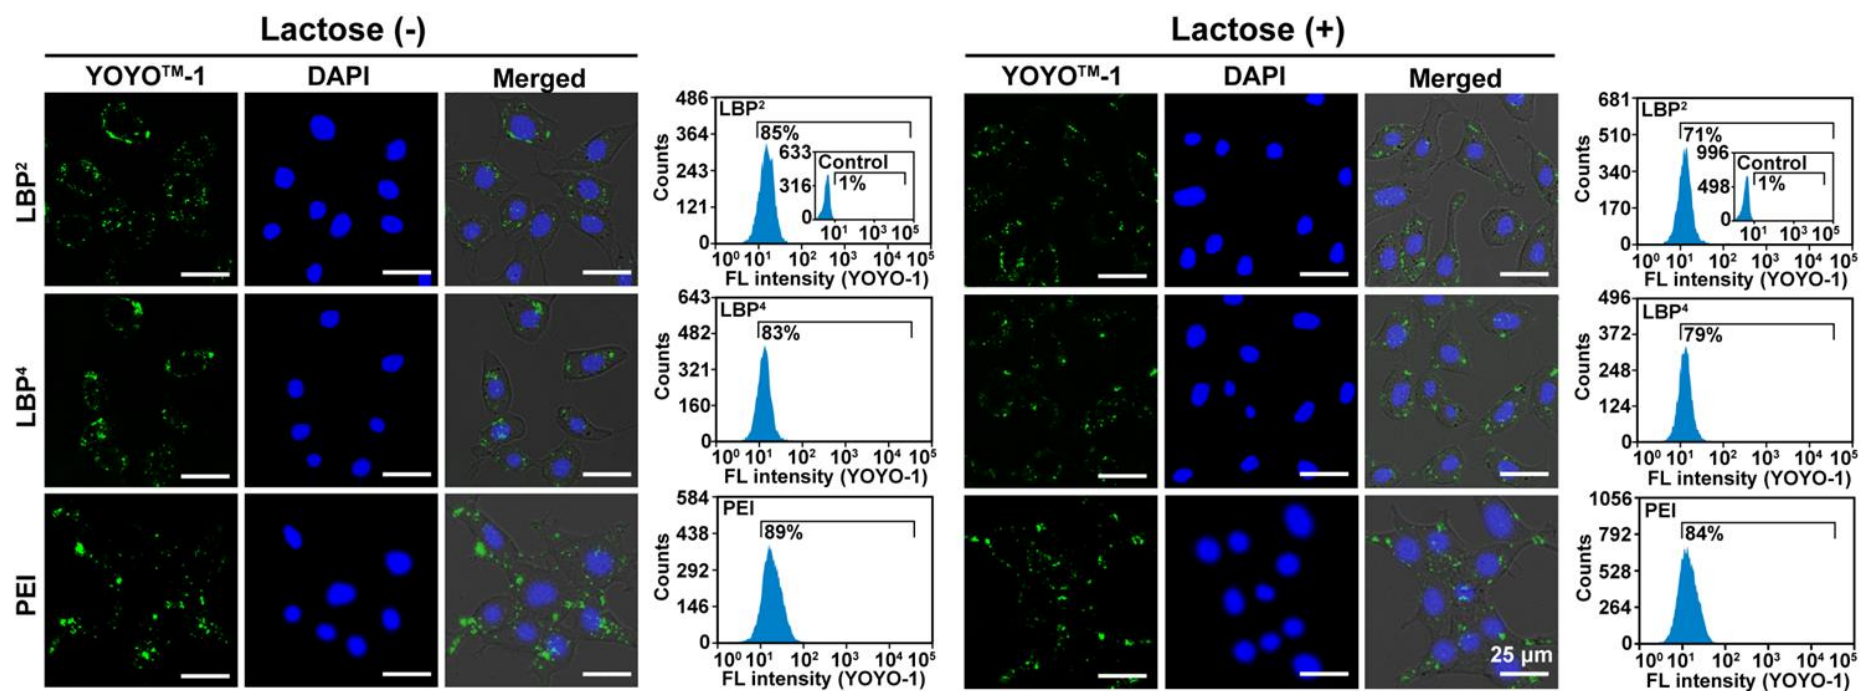 Lactose (-)
YOYO™-1 DAPI Merged
LBP²
LBP⁴
PEI
486
364
243
121
0
Counts
LBP²
85%
633
316
0
Control
1%
10¹ 10³ 10⁵
10⁰ 10¹ 10² 10³ 10⁴ 10⁵
FL intensity (YOYO-1)
643
482
321
160
0
Counts
LBP⁴
83%
10⁰ 10¹ 10² 10³ 10⁴ 10⁵
FL intensity (YOYO-1)
584
438
292
146
0
Counts
PEI
89%
10⁰ 10¹ 10² 10³ 10⁴ 10⁵
FL intensity (YOYO-1)
Lactose (+)
YOYO™-1 DAPI Merged
25 µm
681
510
340
170
0
Counts
LBP²
71%
996
498
0
Control
1%
10¹ 10³ 10⁵
10⁰ 10¹ 10² 10³ 10⁴ 10⁵
FL intensity (YOYO-1)
496
372
248
124
0
Counts
LBP⁴
79%
10⁰ 10¹ 10² 10³ 10⁴ 10⁵
FL intensity (YOYO-1)
1056
792
528
264
0
Counts
PEI
84%
10⁰ 10¹ 10² 10³ 10⁴ 10⁵
FL intensity (YOYO-1)